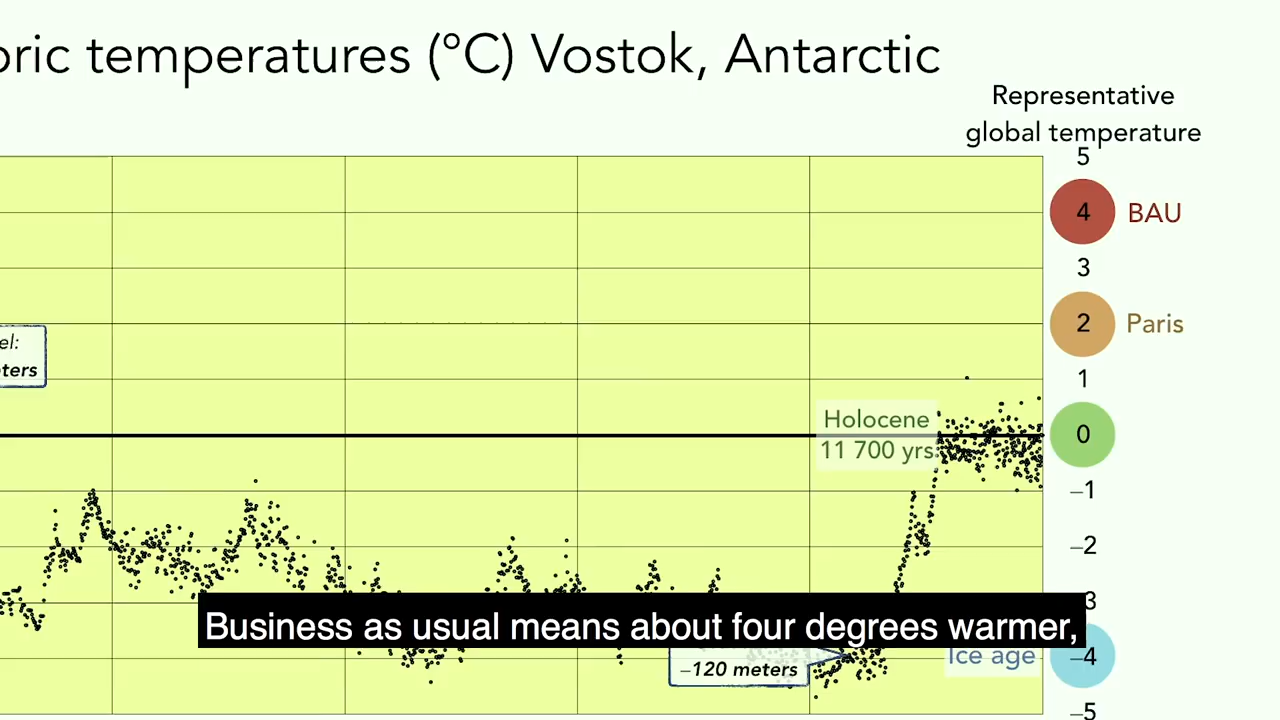 oric temperatures (°C) Vostok, Antarctic
Representative
global temperature
5
4 BAU
3
2 Paris
el:
ters
1
Holocene
11 700 yrs
0
–1
–2
3
Business as usual means about four degrees warmer,
–120 meters
Ice age
–4
–5